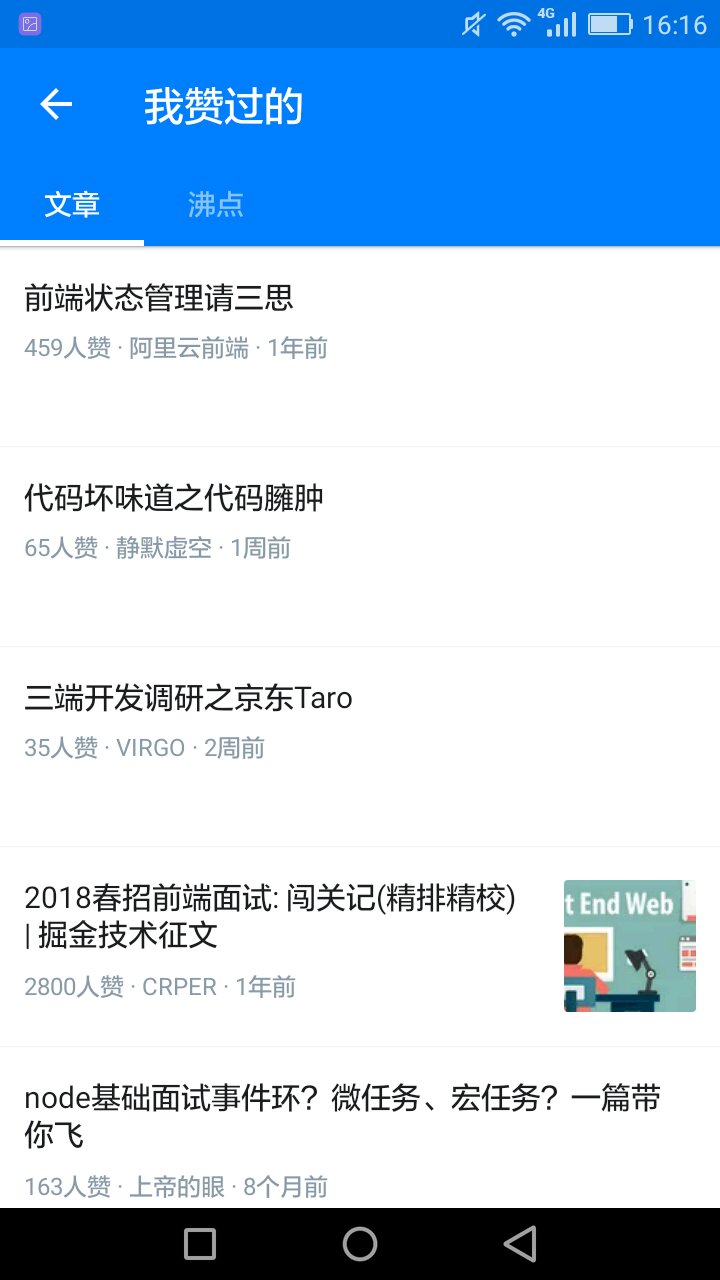 4G 16:16
我赞过的
文章 沸点
前端状态管理请三思
459人赞 · 阿里云前端 · 1年前
代码坏味道之代码臃肿
65人赞 · 静默虚空 · 1周前
三端开发调研之京东Taro
35人赞 · VIRGO · 2周前
2018春招前端面试: 闯关记(精排精校)
| 掘金技术征文
2800人赞 · CRPER · 1年前
t End Web
node基础面试事件环？微任务、宏任务？一篇带
你飞
163人赞 · 上帝的眼 · 8个月前